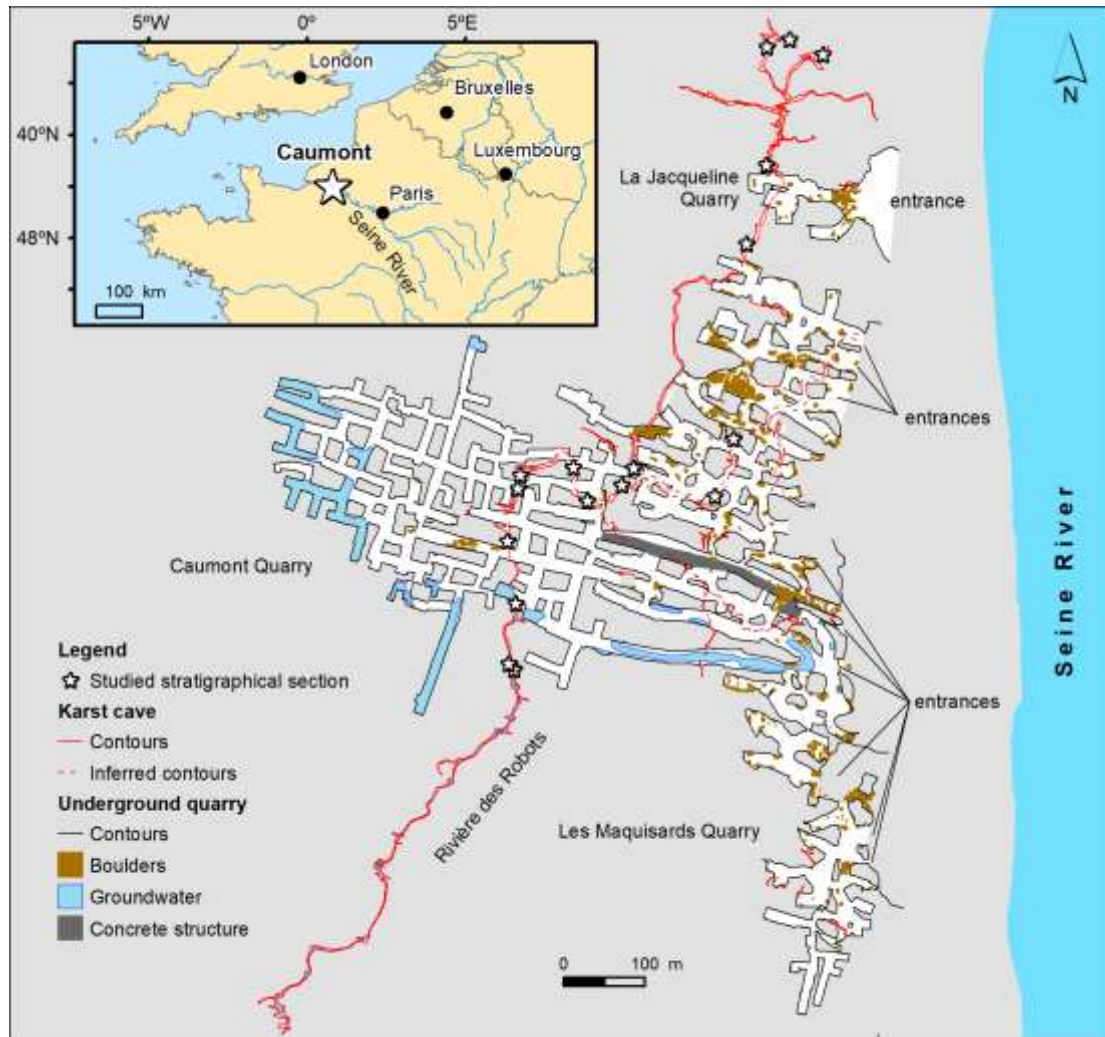 5°W
0°
5°E
London
Bruxelles
40°N
Caumont
Luxembourg
Paris
Seine River
48°N
100 km
N
La Jacqueline
Quarry
entrance
entrances
Seine River
Caumont Quarry
entrances
Legend
Studied stratigraphical section
Karst cave
Contours
Inferred contours
Underground quarry
Contours
Boulders
Groundwater
Concrete structure
Rivière des Robots
Les Maquisards Quarry
0 100 m